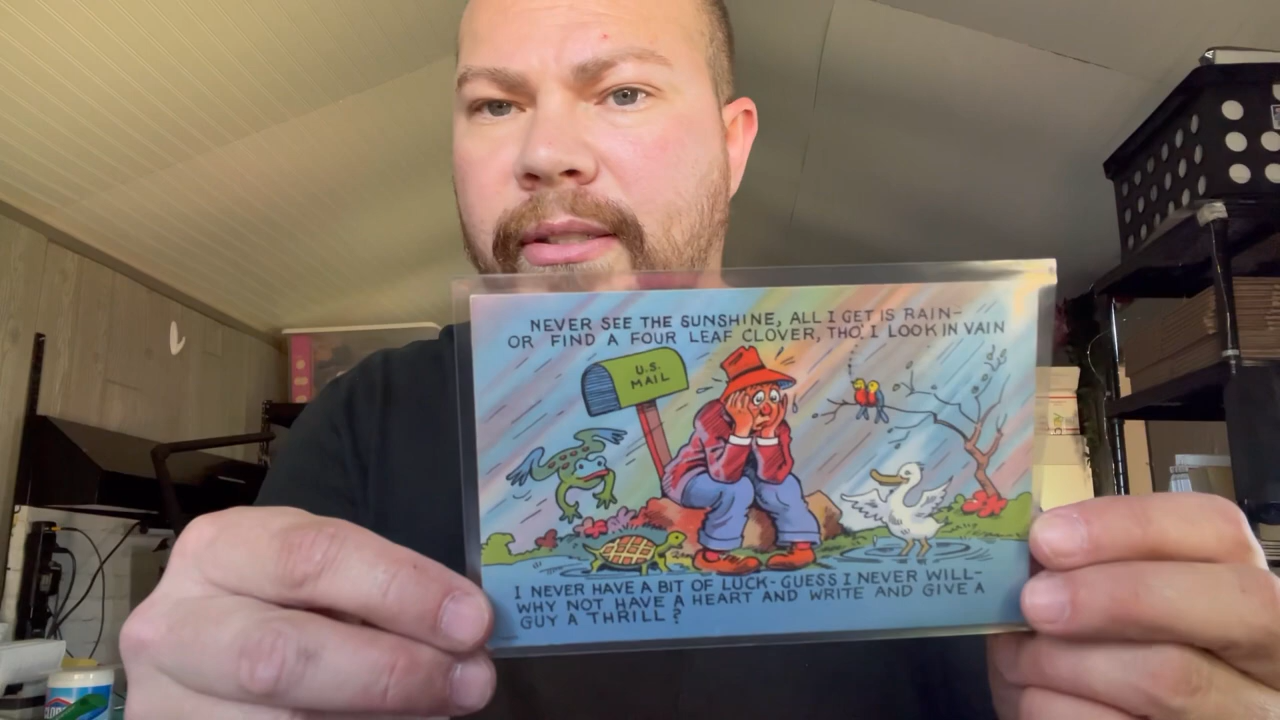 NEVER SEE THE SUNSHINE, ALL I GET IS RAIN-
OR FIND A FOUR LEAF CLOVER, THO' I LOOK IN VAIN
U.S.
MAIL
I NEVER HAVE A BIT OF LUCK-GUESS I NEVER WILL-
WHY NOT HAVE A HEART AND WRITE AND GIVE A
GUY A THRILL?